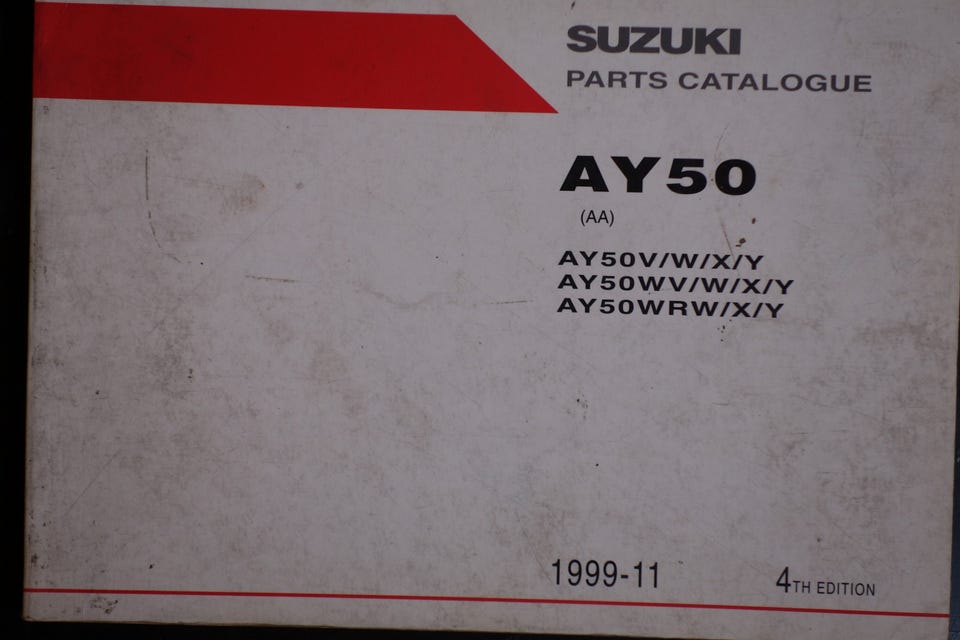 SUZUKI
PARTS CATALOGUE
AY50
(AA)
AY50V/W/X/Y
AY50WV/W/X/Y
AY50WRW/X/Y
1999-11 4TH EDITION